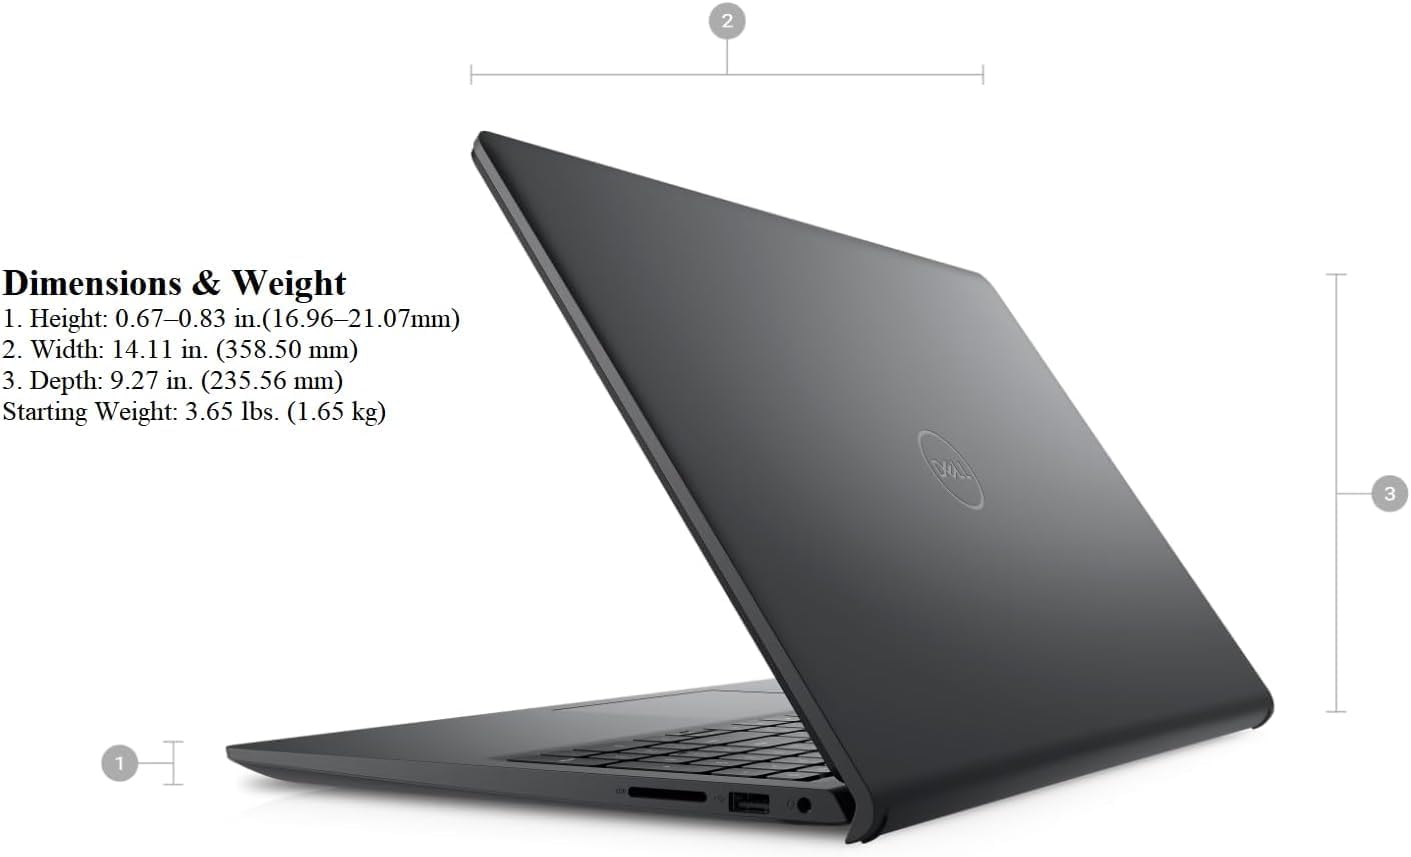 2
Dimensions & Weight
1. Height: 0.67–0.83 in.(16.96–21.07mm)
2. Width: 14.11 in. (358.50 mm)
3. Depth: 9.27 in. (235.56 mm)
Starting Weight: 3.65 lbs. (1.65 kg)
DELL
3
1